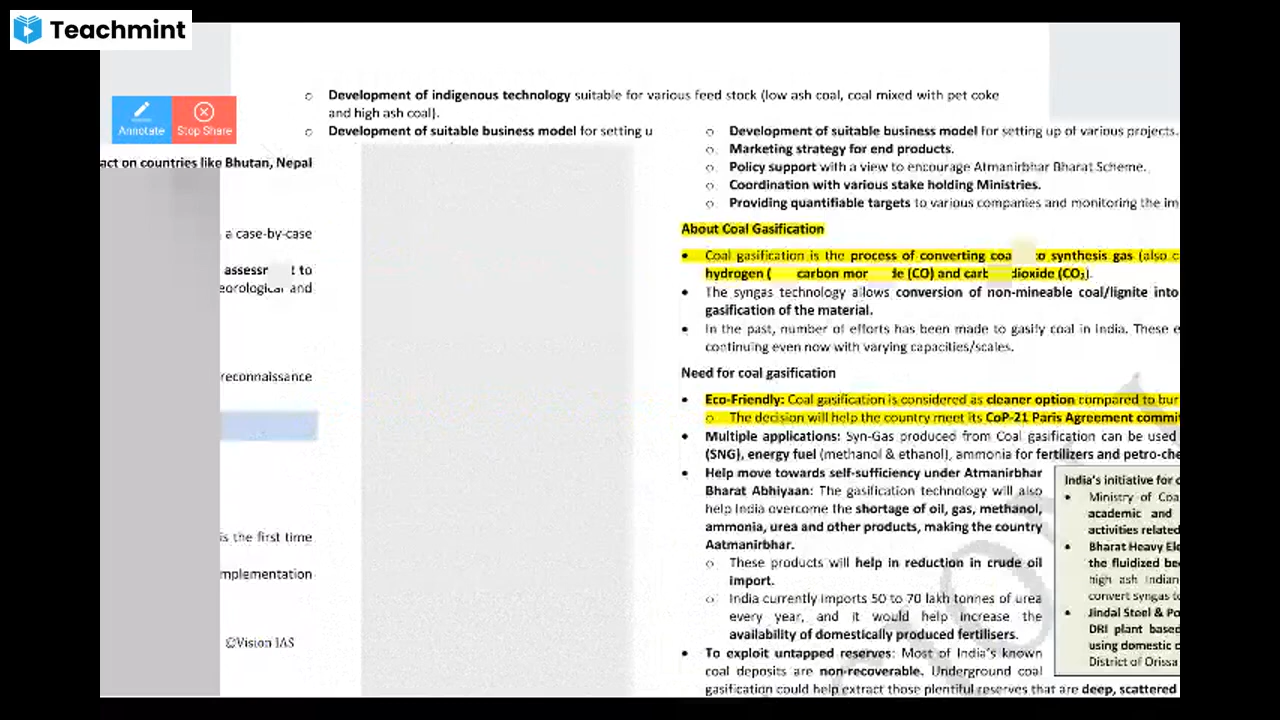 Teachmint
Annotate
Stop Share
○ Development of indigenous technology suitable for various feed stock (low ash coal, coal mixed with pet coke
and high ash coal).
○ Development of suitable business model for setting u
act on countries like Bhutan, Nepal
a case-by-case
to
and
reconnaissance
is the first time
mplementation
©Vision IAS
○ Development of suitable business model for setting up of various projects.
○ Marketing strategy for end products.
○ Policy support with a view to encourage Atmanirbhar Bharat Scheme.
○ Coordination with various stake holding Ministries.
○ Providing quantifiable targets to various companies and monitoring the im
About Coal Gasification
• Coal gasification is the process of converting coa to synthesis gas (also c
hydrogen ( carbon mor de (CO) and carb dioxide (CO₂).
• The syngas technology allows conversion of non-mineable coal/lignite into
gasification of the material.
• In the past, number of efforts has been made to gasify coal in India. These e
continuing even now with varying capacities/scales.
Need for coal gasification
• Eco-Friendly: Coal gasification is considered as cleaner option compared to bur
○ The decision will help the country meet its CoP-21 Paris Agreement commit
• Multiple applications: Syn-Gas produced from Coal gasification can be used
(SNG), energy fuel (methanol & ethanol), ammonia for fertilizers and petro-che
• Help move towards self-sufficiency under Atmanirbhar
Bharat Abhiyaan: The gasification technology will also
help India overcome the shortage of oil, gas, methanol,
ammonia, urea and other products, making the country
Aatmanirbhar.
○ These products will help in reduction in crude oil
import.
○ India currently imports 50 to 70 lakh tonnes of urea
every year, and it would help increase the
availability of domestically produced fertilisers.
• To exploit untapped reserves: Most of India's known
coal deposits are non-recoverable. Underground coal
gasification could help extract those plentiful reserves that are deep, scattered
India's initiative for c
• Ministry of Coa
academic and
activities related
• Bharat Heavy Ele
the fluidized be
high ash Indian
convert syngas to
• Jindal Steel & Po
DRI plant based
using domestic c
District of Orissa